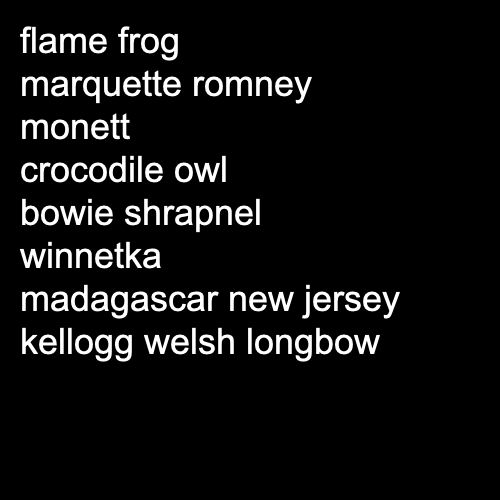 flame frog
marquette romney
monett
crocodile owl
bowie shrapnel
winnetka
madagascar new jersey
kellogg welsh longbow